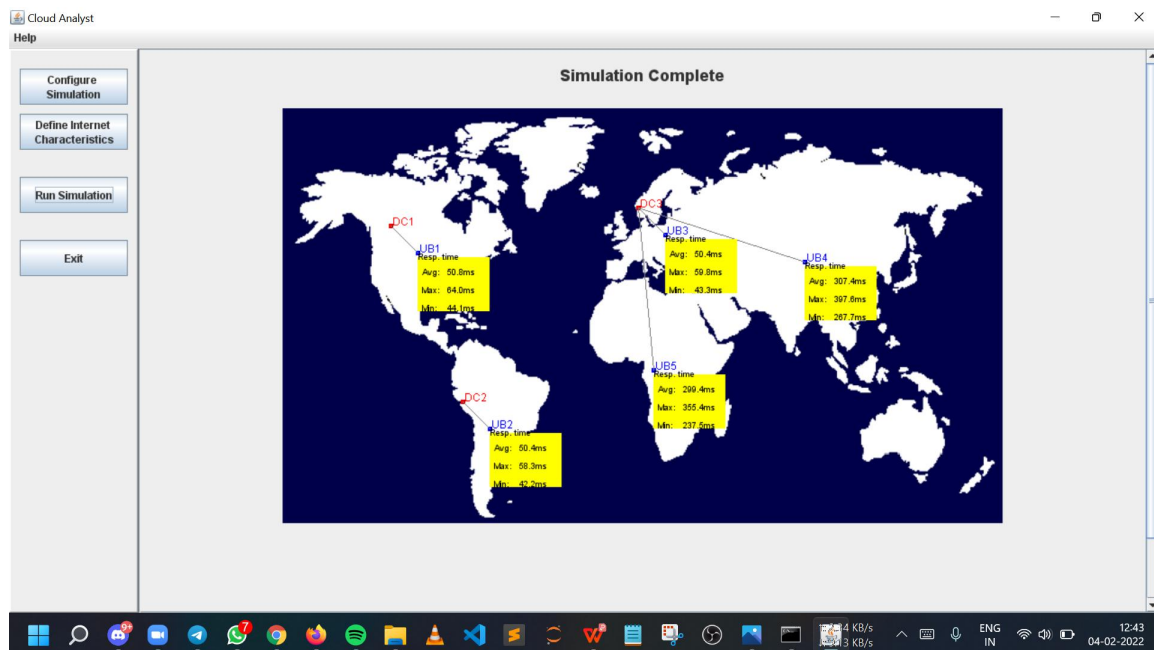 Cloud Analyst
Help
Configure
Simulation
Define Internet
Characteristics
Run Simulation
Exit
Simulation Complete
DC1
UB1
Resp. time
Avg: 50.8ms
Max: 64.0ms
Min: 44.1ms
DC2
UB2
Resp. time
Avg: 50.4ms
Max: 58.3ms
Min: 42.2ms
DC3
UB3
Resp. time
Avg: 50.4ms
Max: 59.8ms
Min: 43.3ms
UB4
Resp. time
Avg: 307.4ms
Max: 397.6ms
Min: 267.7ms
UB5
Resp. time
Avg: 299.4ms
Max: 355.4ms
Min: 237.5ms
9+
7
KB/s
KB/s
ENG
IN
12:43
04-02-2022